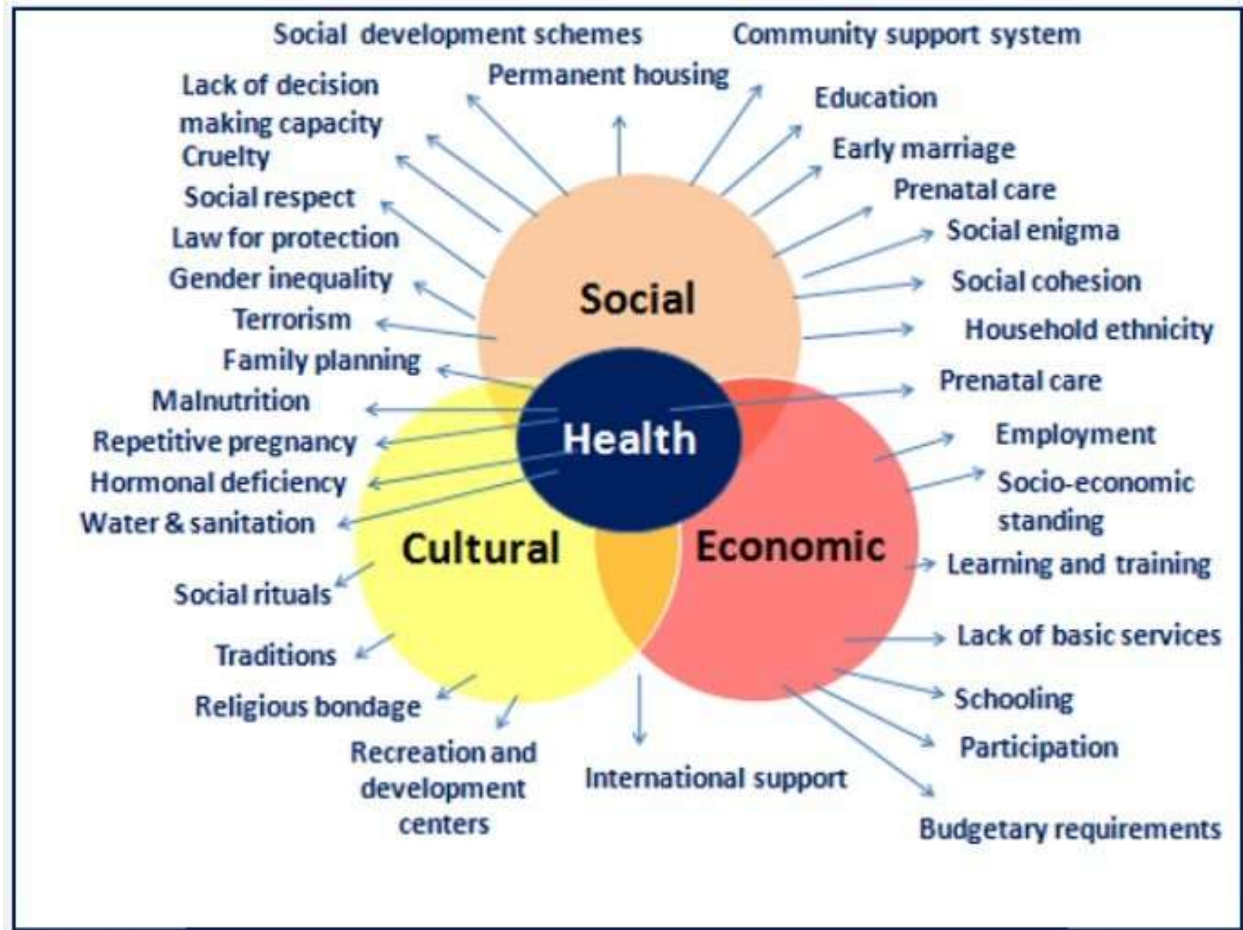 Social development schemes
Community support system
Permanent housing
Lack of decision
making capacity
Cruelty
Social respect
Law for protection
Gender inequality
Terrorism
Family planning
Malnutrition
Repetitive pregnancy
Hormonal deficiency
Water & sanitation
Social rituals
Traditions
Religious bondage
Recreation and
development
centers
International support
Education
Early marriage
Prenatal care
Social enigma
Social cohesion
Household ethnicity
Prenatal care
Employment
Socio-economic
standing
Learning and training
Lack of basic services
Schooling
Participation
Budgetary requirements
Social
Health
Cultural
Economic